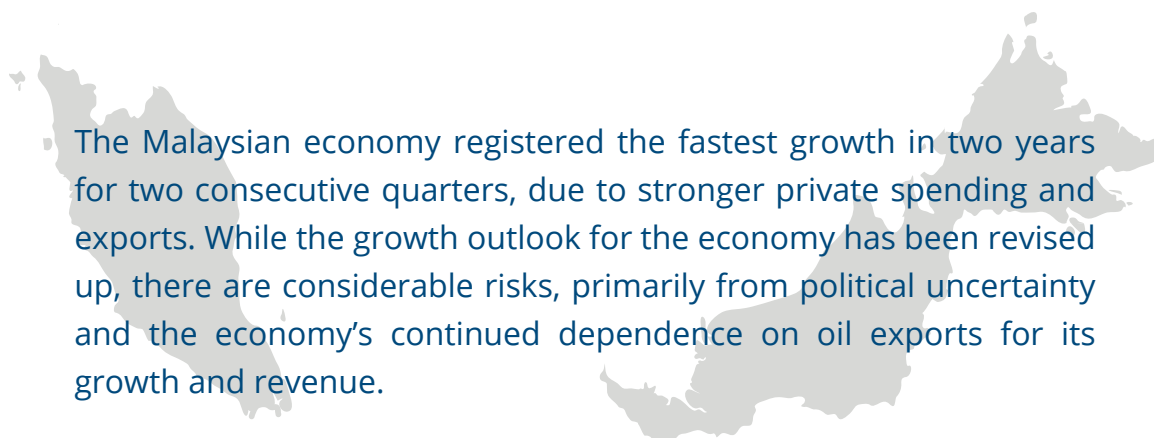 The Malaysian economy registered the fastest growth in two years
for two consecutive quarters, due to stronger private spending and
exports. While the growth outlook for the economy has been revised
up, there are considerable risks, primarily from political uncertainty
and the economy’s continued dependence on oil exports for its
growth and revenue.